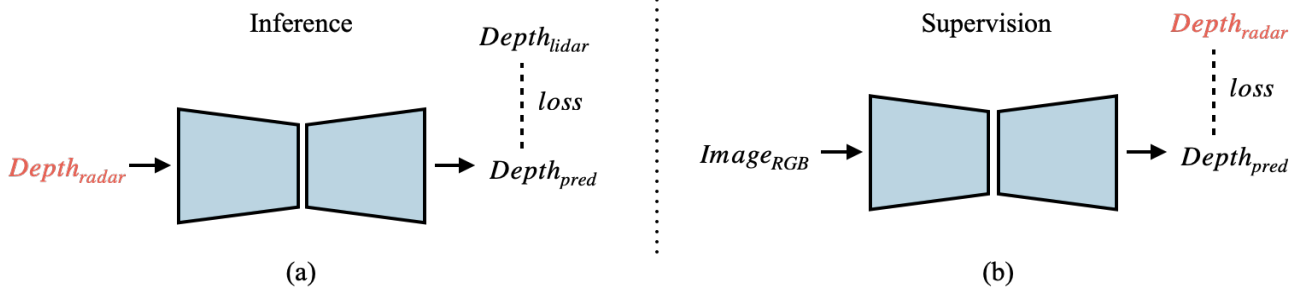 Inference
Depth_lidar
loss
Depth_radar
Depth_pred
(a)
Supervision
Depth_radar
loss
Image_RGB
Depth_pred
(b)